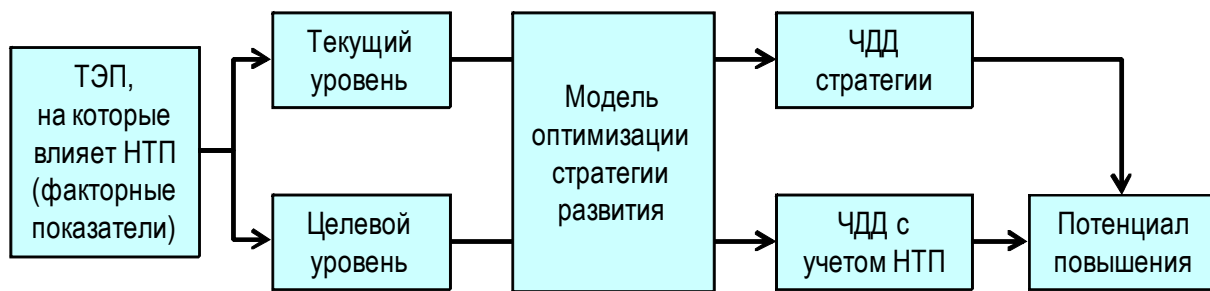 ТЭП,
на которые
влияет НТП
(факторные
показатели)
Текущий
уровень
Целевой
уровень
Модель
оптимизации
стратегии
развития
ЧДД
стратегии
ЧДД с
учетом НТП
Потенциал
повышения